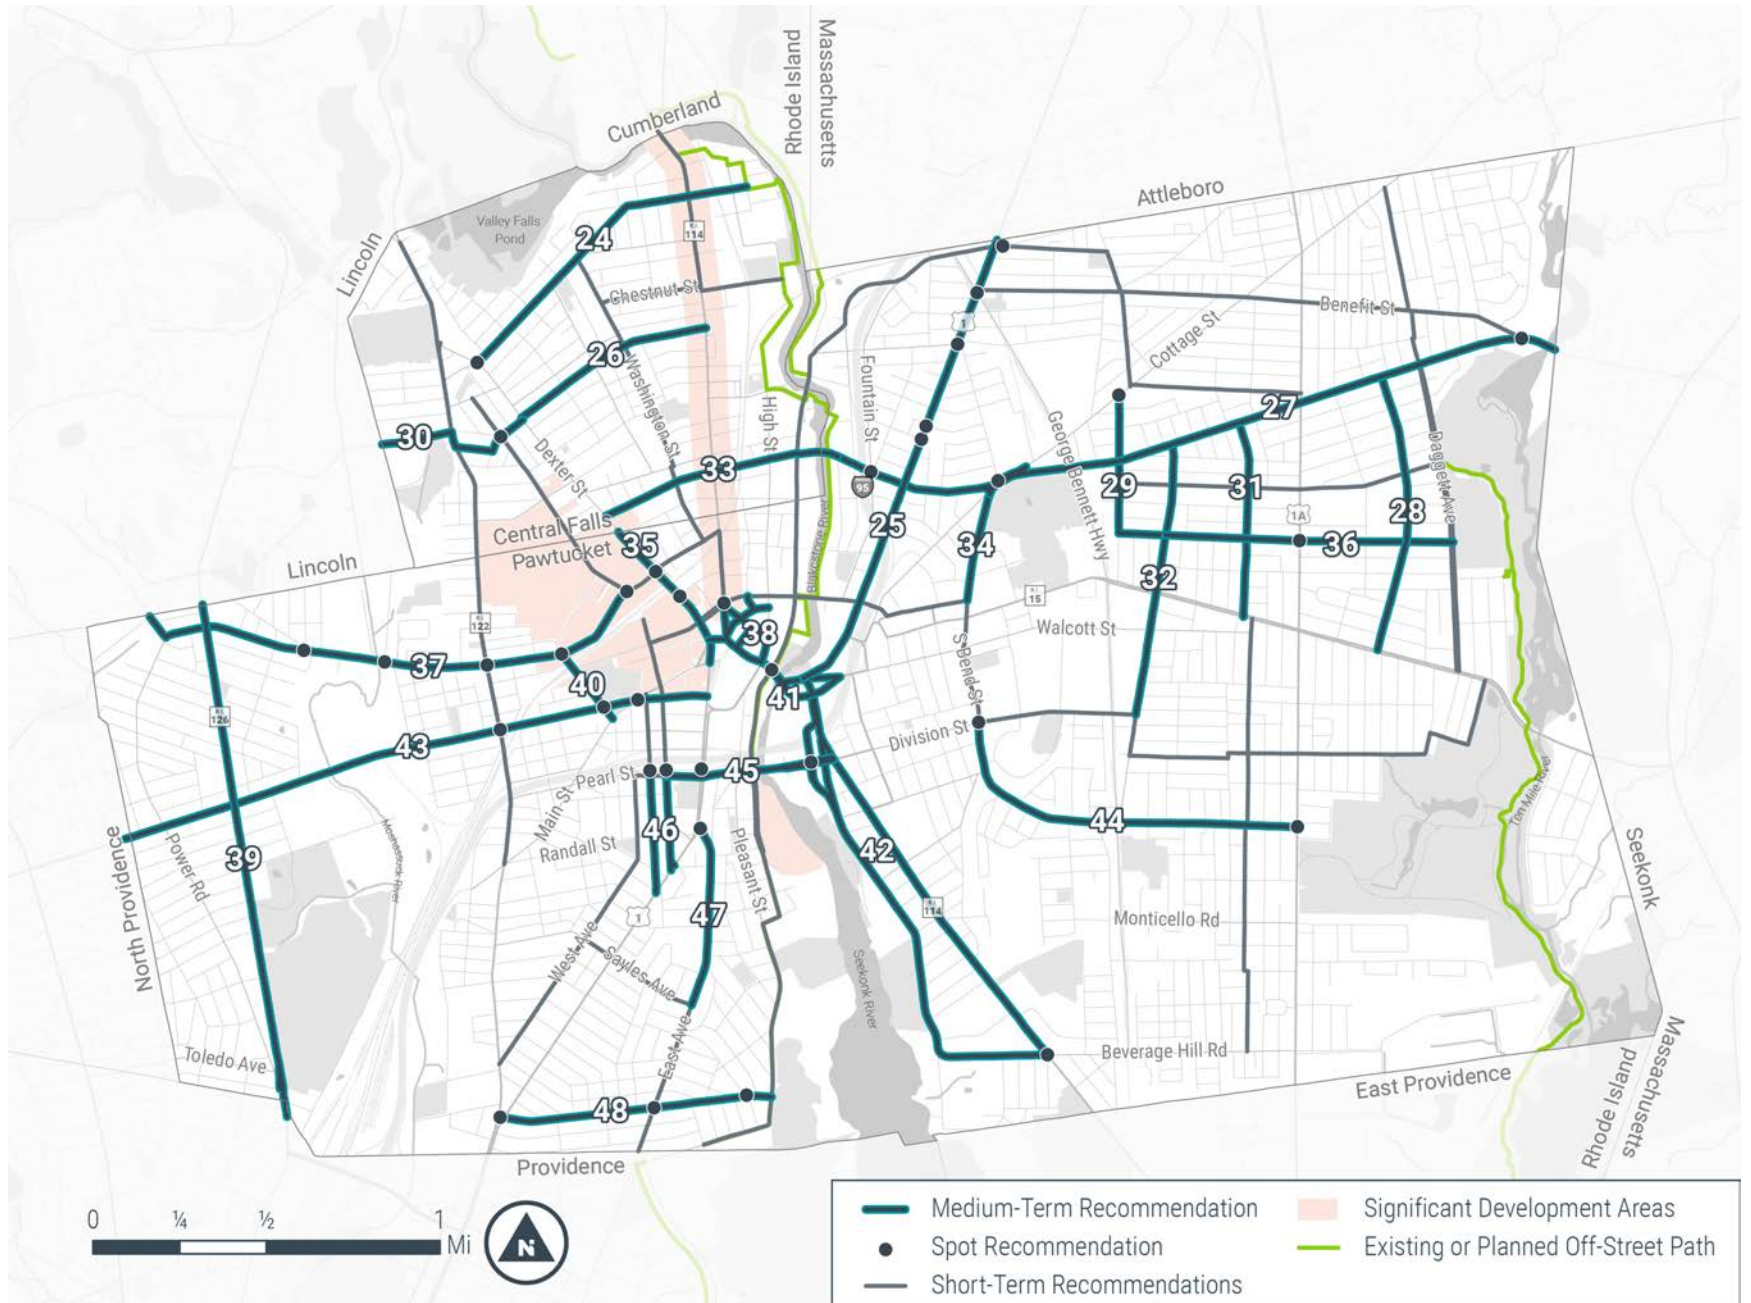 Massachusetts
Rhode Island
Cumberland
Attleboro
Valley Falls
Pond
24
R.I.
114
Lincoln
Chestnut St
Benefit St
1
Cottage St
26
Washington St
Fountain St
High St
George Bennett Hwy
27
30
Dexter St
33
Daggett Ave
95
29
31
28
1A
Central Falls
Pawtucket
25
Blackstone River
35
34
36
Lincoln
32
R.I.
15
R.I.
122
38
Walcott St
S Bend St
37
40
41
R.I.
126
43
Division St
Pearl St
45
Main St
Ten Mile River
46
44
Randall St
Power Rd
39
Moshassuck River
Pleasant St
42
Seekonk
North Providence
47
R.I.
114
1
Monticello Rd
West Ave
Sayles Ave
Seekonk River
Toledo Ave
East Ave
Beverage Hill Rd
East Providence
Massachusetts
Rhode Island
48
Providence
0 ¼ ½ 1
Mi
N
Medium-Term Recommendation
Spot Recommendation
Short-Term Recommendations
Significant Development Areas
Existing or Planned Off-Street Path